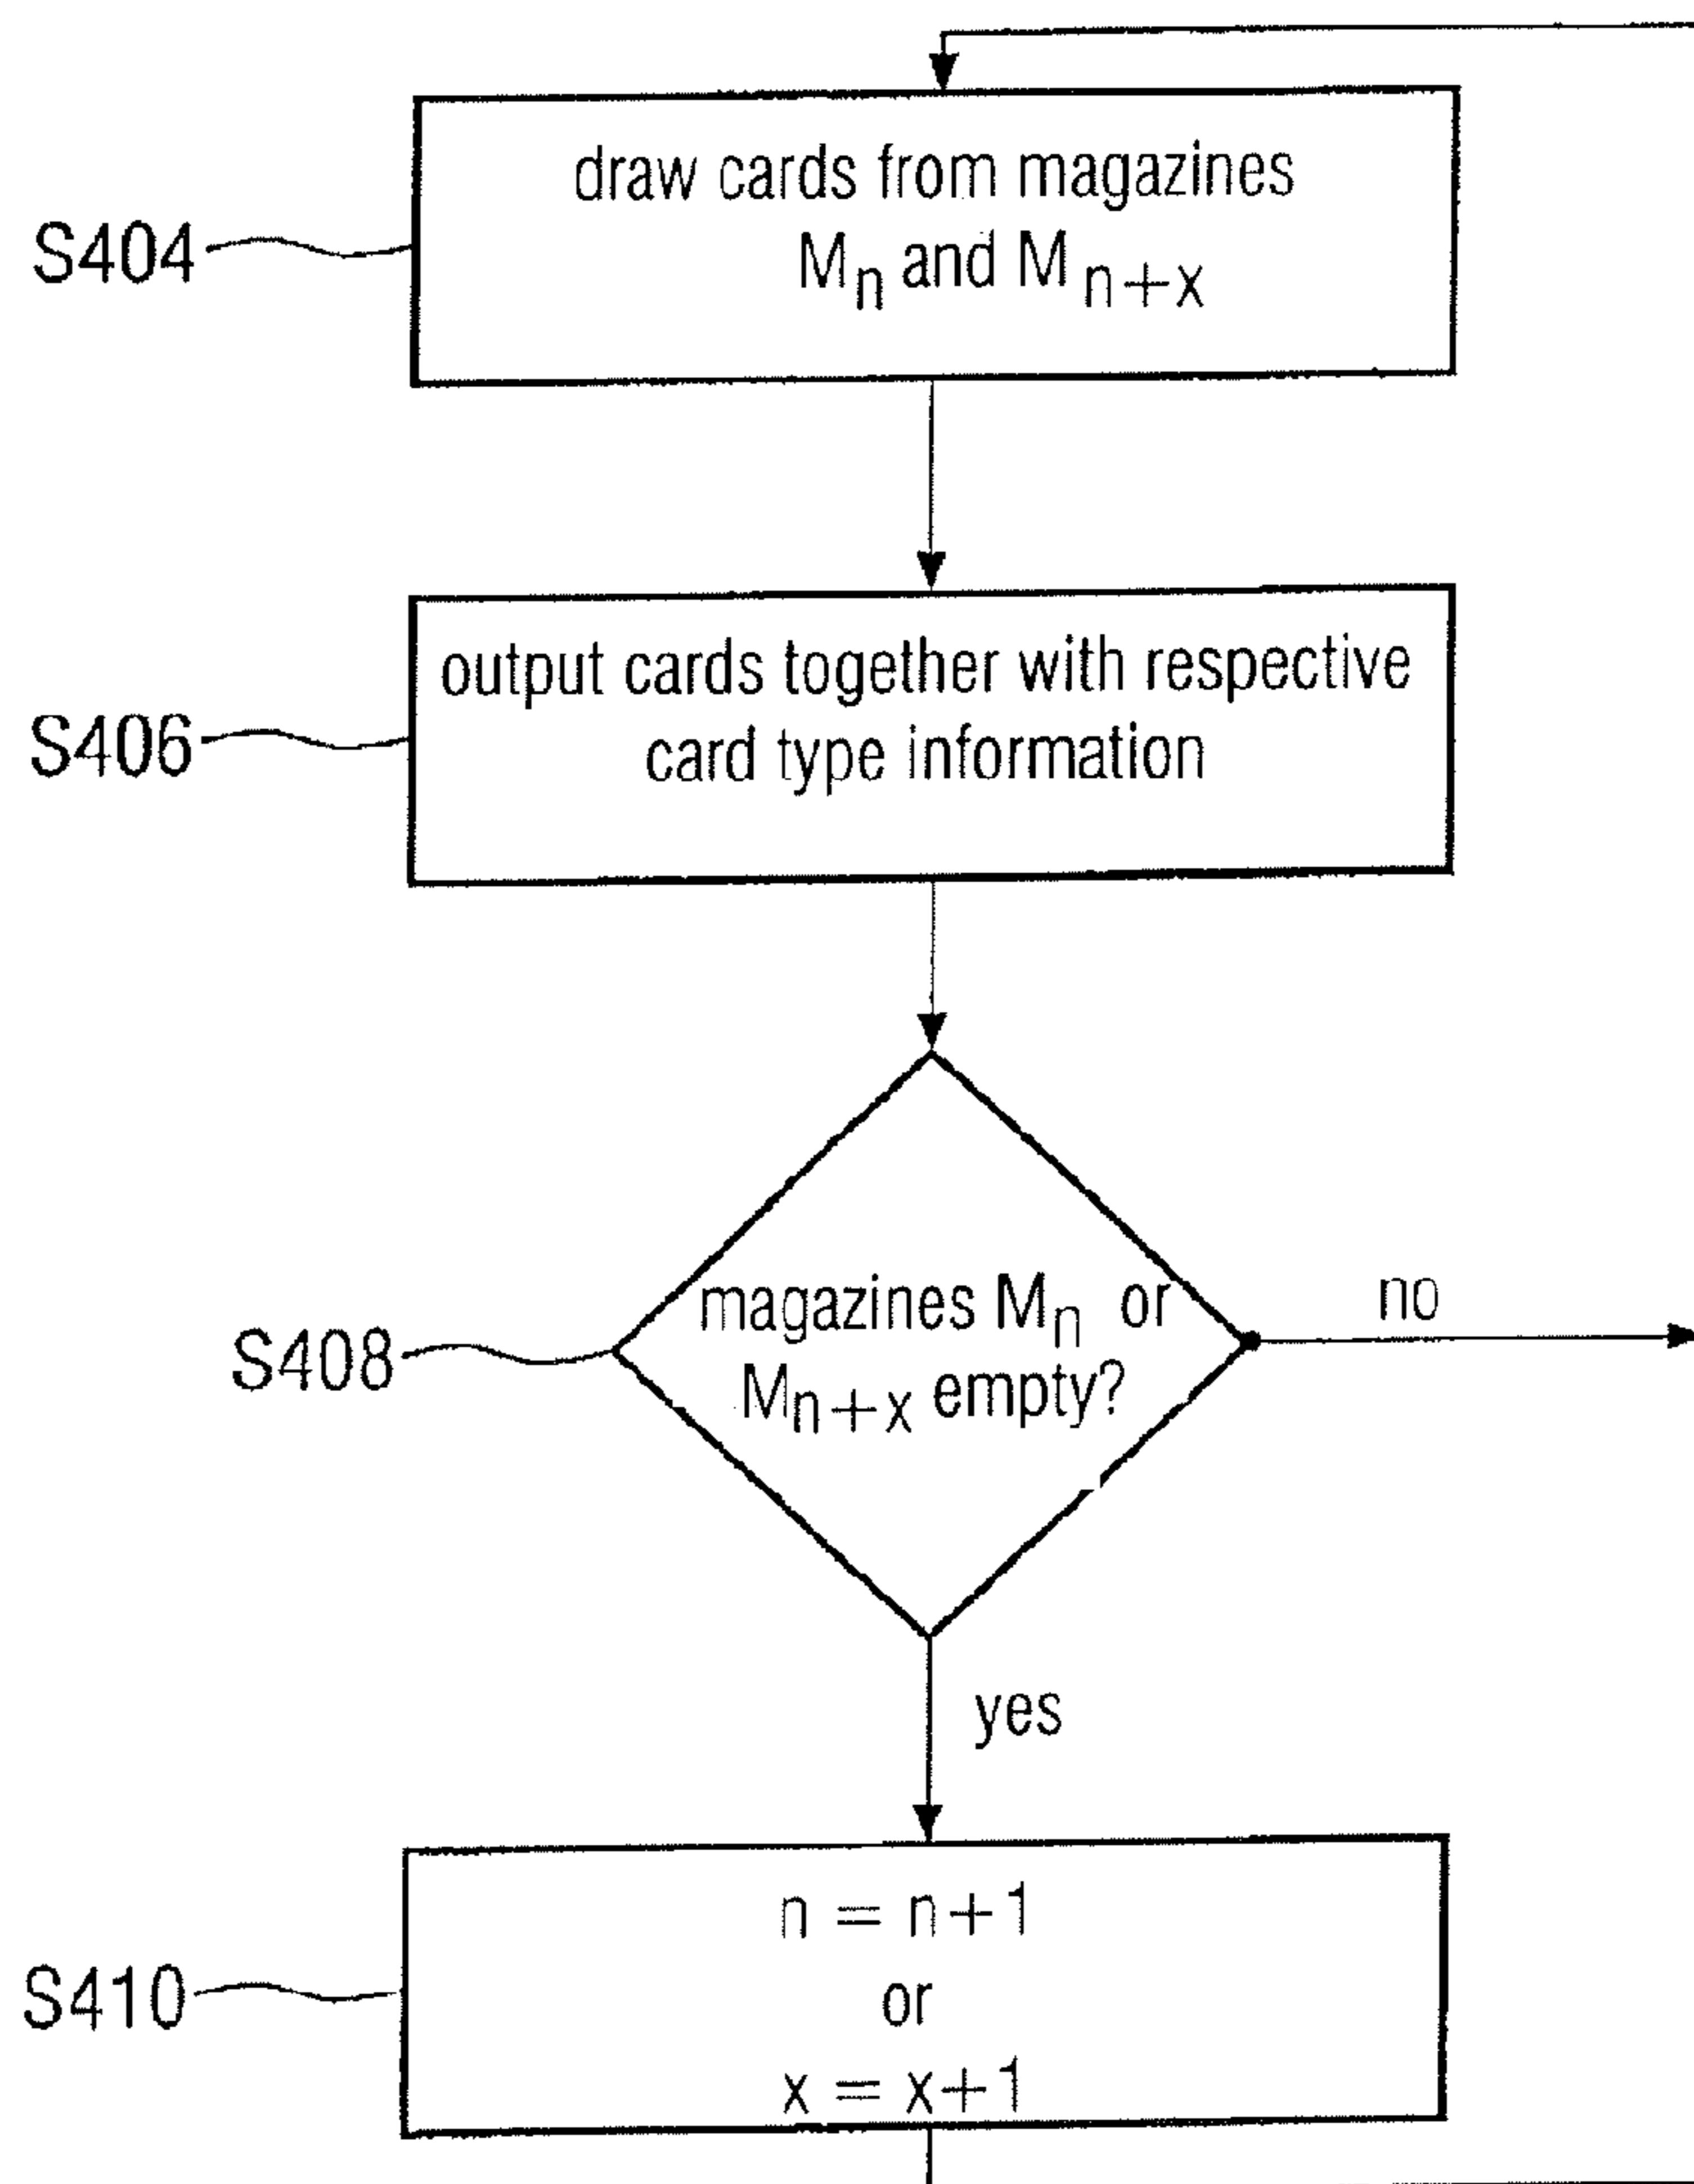 draw cards from magazines
Mn and Mn+x
S404
output cards together with respective
card type information
S406
magazines Mn or
Mn+x empty?
no
S408
yes
n = n+1
or
x = x+1
S410